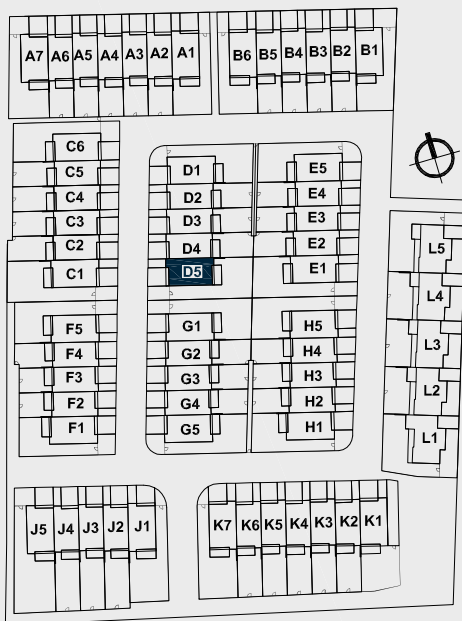 A7 A6 A5 A4 A3 A2 A1
B6 B5 B4 B3 B2 B1
C6
C5
C4
C3
C2
C1
D1
D2
D3
D4
D5
E5
E4
E3
E2
E1
F5
F4
F3
F2
F1
G1
G2
G3
G4
G5
H5
H4
H3
H2
H1
L5
L4
L3
L2
L1
J5 J4 J3 J2 J1
K7 K6 K5 K4 K3 K2 K1